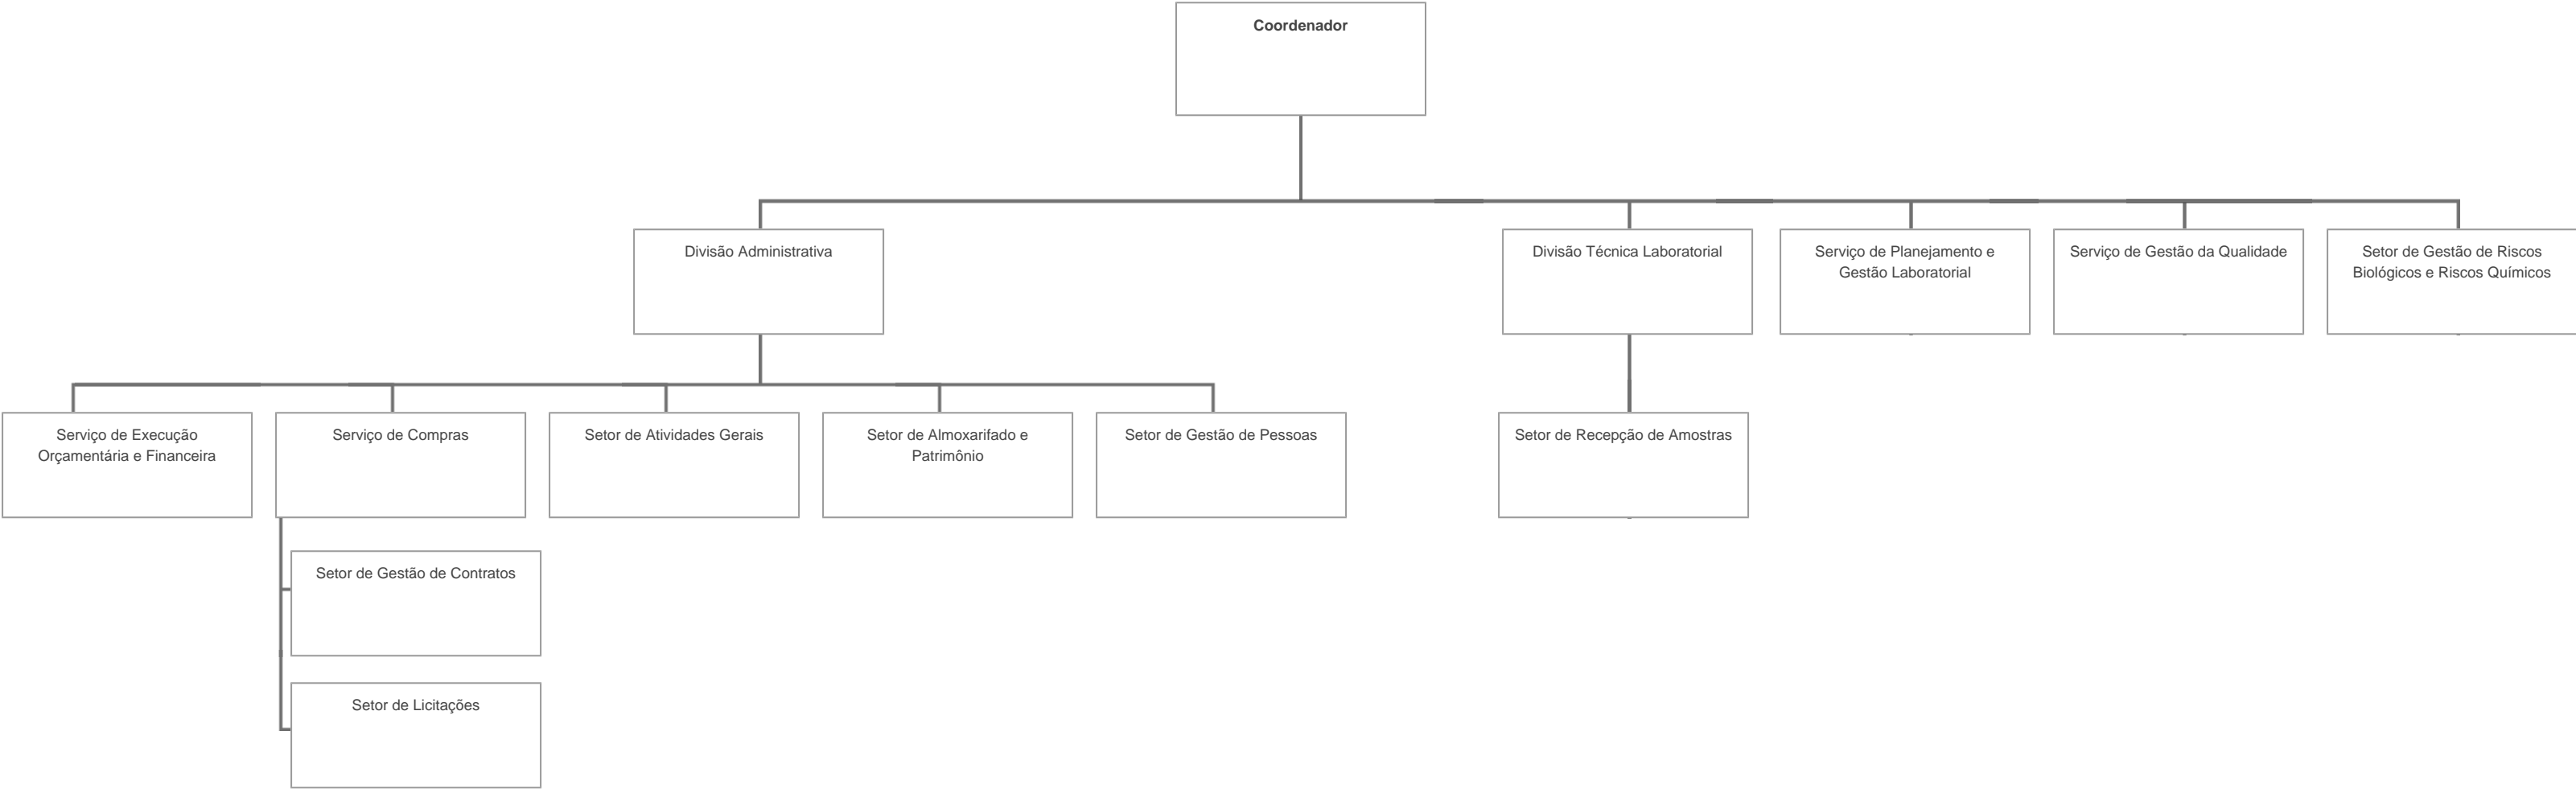 Coordenador
Divisão Administrativa
Divisão Técnica Laboratorial
Serviço de Planejamento e
Gestão Laboratorial
Serviço de Gestão da Qualidade
Setor de Gestão de Riscos
Biológicos e Riscos Químicos
Serviço de Execução
Orçamentária e Financeira
Serviço de Compras
Setor de Atividades Gerais
Setor de Almoxarifado e
Patrimônio
Setor de Gestão de Pessoas
Setor de Recepção de Amostras
Setor de Gestão de Contratos
Setor de Licitações